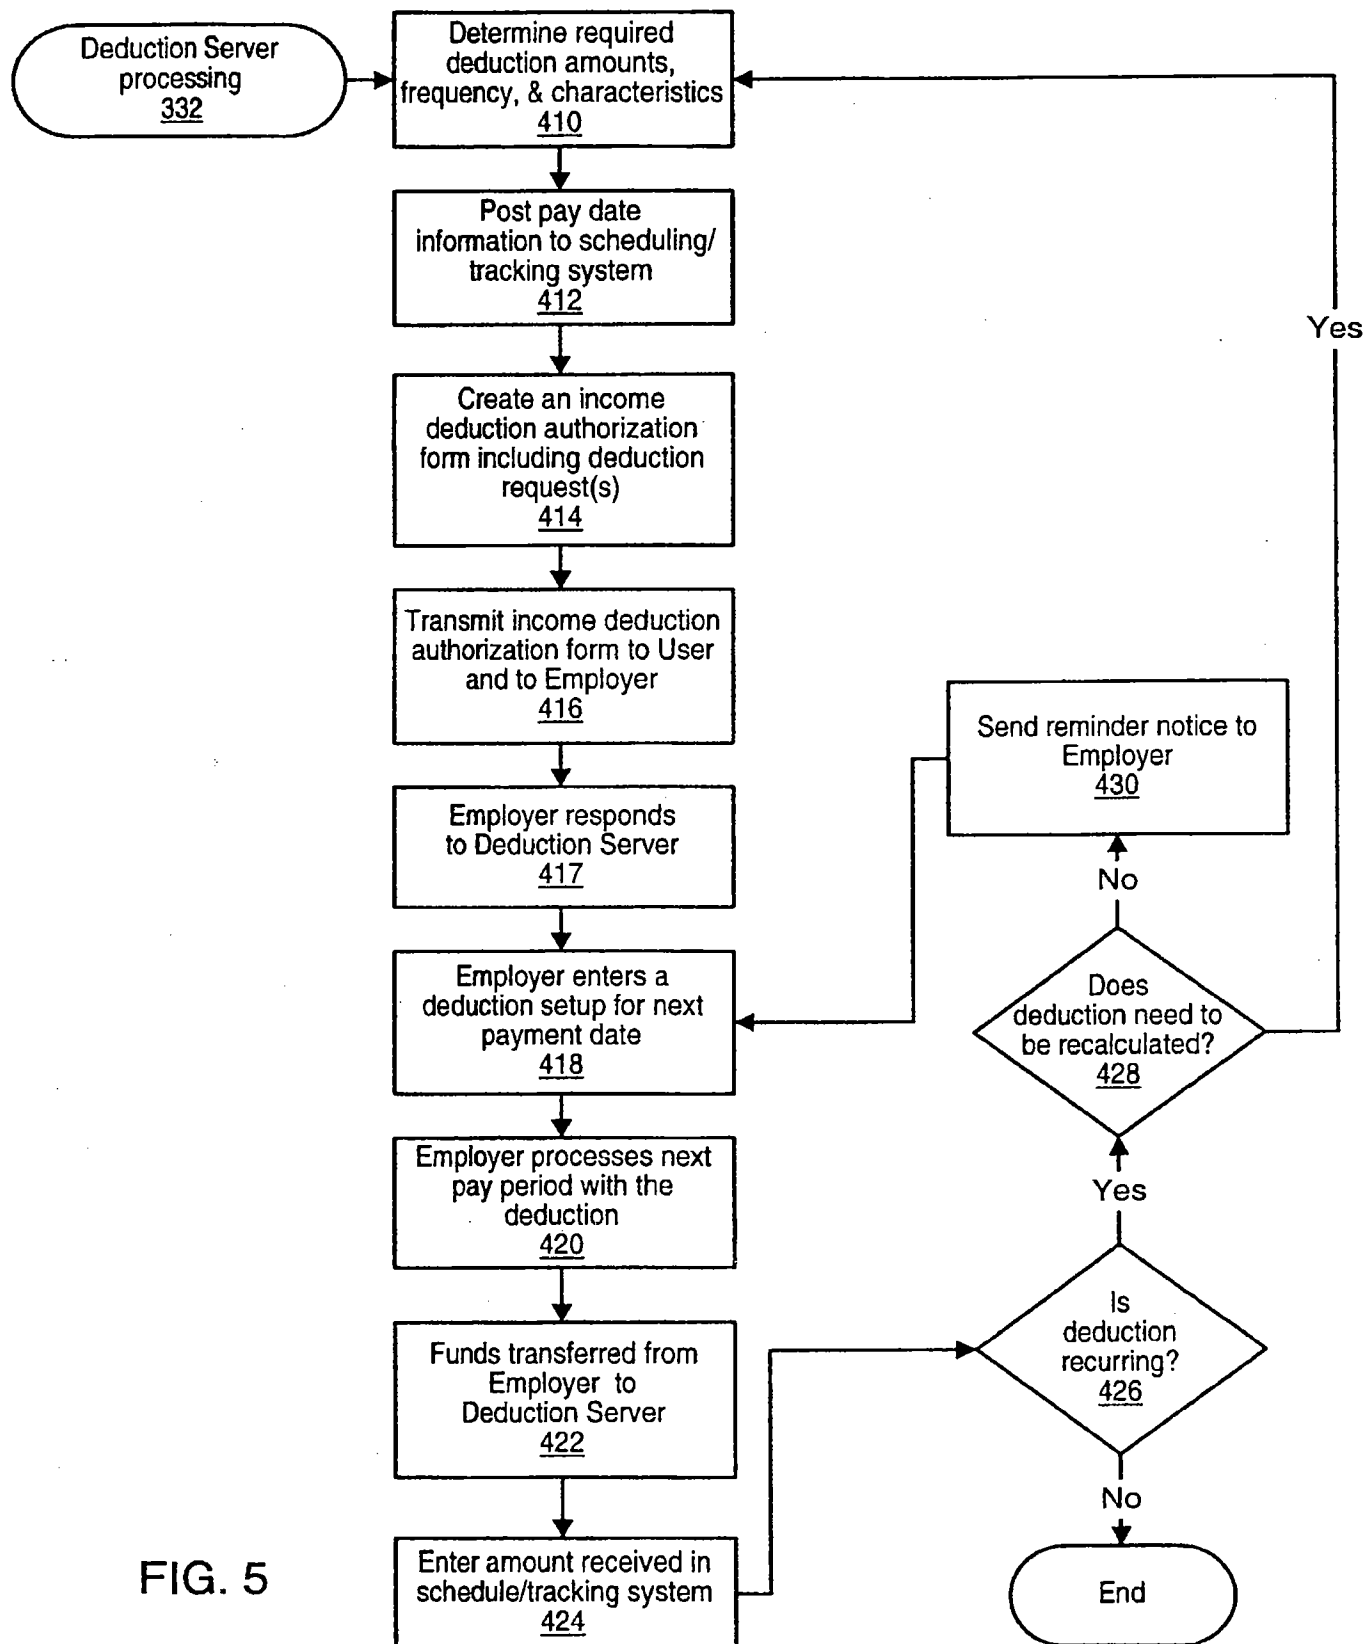 Deduction Server
processing
332
Determine required
deduction amounts,
frequency, & characteristics
410
Post pay date
information to scheduling/
tracking system
412
Yes
Create an income
deduction authorization
form including deduction
request(s)
414
Transmit income deduction
authorization form to User
and to Employer
416
Send reminder notice to
Employer
430
Employer responds
to Deduction Server
417
No
Employer enters a
deduction setup for next
payment date
418
Does
deduction need to
be recalculated?
428
Employer processes next
pay period with the
deduction
420
Yes
Is
deduction
recurring?
426
Funds transferred from
Employer to
Deduction Server
422
No
Enter amount received in
schedule/tracking system
424
End
FIG. 5